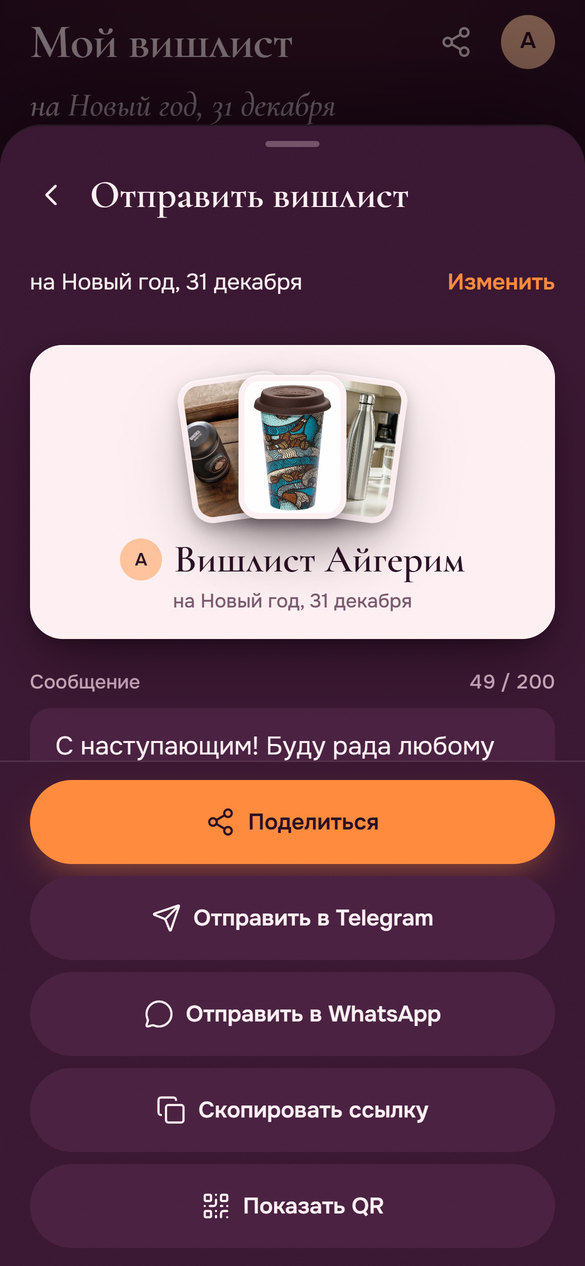 Мой вишлист
А
на Новый год, 31 декабря
Отправить вишлист
на Новый год, 31 декабря
Изменить
А
Вишлист Айгерим
на Новый год, 31 декабря
Сообщение
49 / 200
С наступающим! Буду рада любому
Поделиться
Отправить в Telegram
Отправить в WhatsApp
Скопировать ссылку
Показать QR